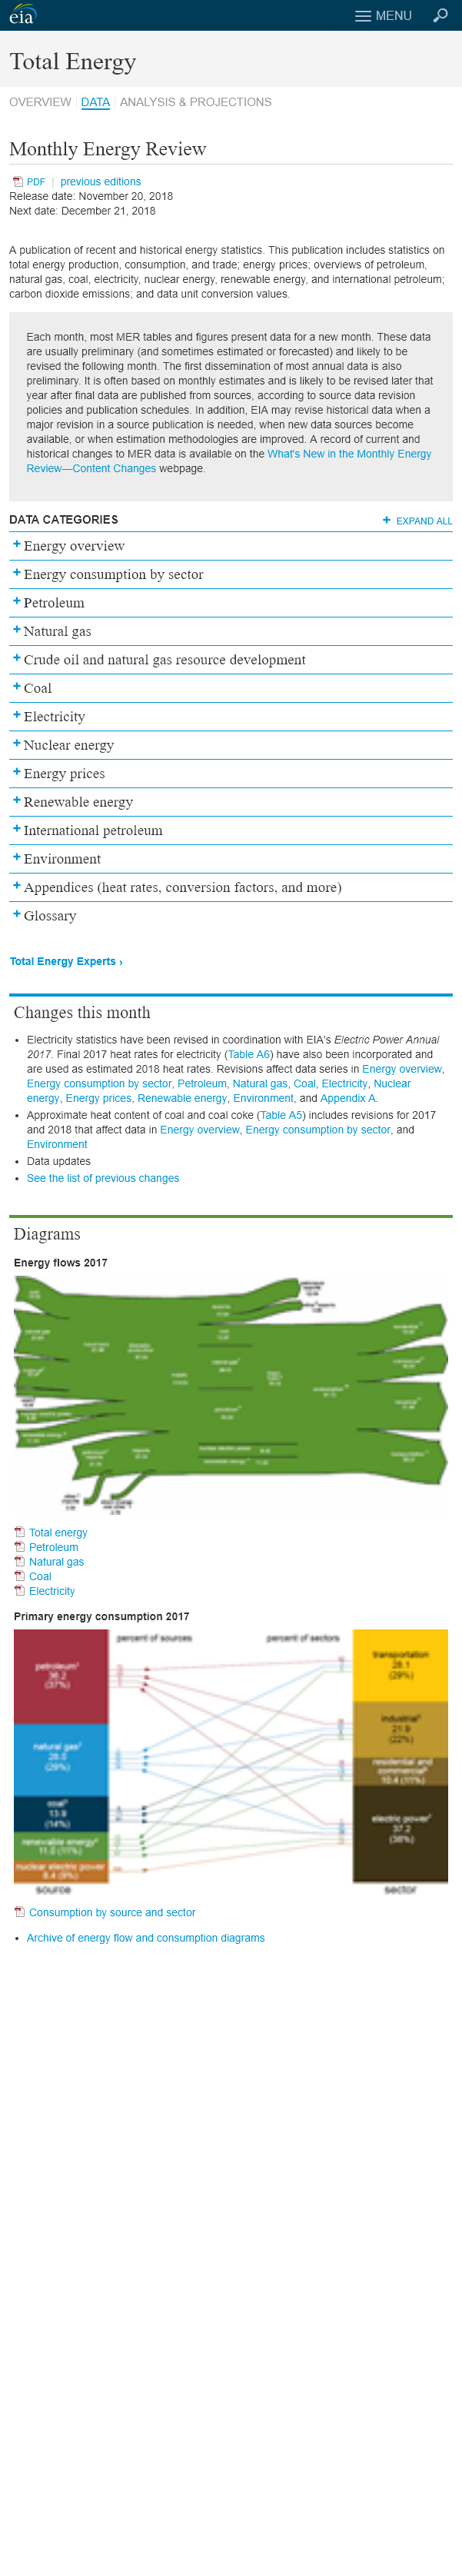 eia
MENU
Total Energy
OVERVIEW DATA ANALYSIS & PROJECTIONS
Monthly Energy Review
PDF | previous editions
Release date: November 20, 2018
Next date: December 21, 2018
A publication of recent and historical energy statistics. This publication includes statistics on
total energy production, consumption, and trade; energy prices; overviews of petroleum,
natural gas, coal, electricity, nuclear energy, renewable energy, and international petroleum;
carbon dioxide emissions; and data unit conversion values.
Each month, most MER tables and figures present data for a new month. These data
are usually preliminary (and sometimes estimated or forecasted) and likely to be
revised the following month. The first dissemination of most annual data is also
preliminary. It is often based on monthly estimates and is likely to be revised later that
year after final data are published from sources, according to source data revision
policies and publication schedules. In addition, EIA may revise historical data when a
major revision in a source publication is needed, when new data sources become
available, or when estimation methodologies are improved. A record of current and
historical changes to MER data is available on the What's New in the Monthly Energy
Review—Content Changes webpage.
DATA CATEGORIES + EXPAND ALL
+ Energy overview
+ Energy consumption by sector
+ Petroleum
+ Natural gas
+ Crude oil and natural gas resource development
+ Coal
+ Electricity
+ Nuclear energy
+ Energy prices
+ Renewable energy
+ International petroleum
+ Environment
+ Appendices (heat rates, conversion factors, and more)
+ Glossary
Total Energy Experts ›
Changes this month
• Electricity statistics have been revised in coordination with EIA's Electric Power Annual
2017. Final 2017 heat rates for electricity (Table A6) have also been incorporated and
are used as estimated 2018 heat rates. Revisions affect data series in Energy overview,
Energy consumption by sector, Petroleum, Natural gas, Coal, Electricity, Nuclear
energy, Energy prices, Renewable energy, Environment, and Appendix A.
• Approximate heat content of coal and coal coke (Table A5) includes revisions for 2017
and 2018 that affect data in Energy overview, Energy consumption by sector, and
Environment
• Data updates
• See the list of previous changes
Diagrams
Energy flows 2017
Total energy
Petroleum
Natural gas
Coal
Electricity
Primary energy consumption 2017
percent of sources percent of sectors
petroleum
(37%)
natural gas
28.0
(29%)
coal
13.9
(14%)
renewable energy
11.0 (11%)
nuclear electric power
8.4 (9%)
source
transportation
28.1
(29%)
industrial
21.9
(22%)
residential and
commercial
10.4 (11%)
electric power
37.2
(38%)
sector
Consumption by source and sector
• Archive of energy flow and consumption diagrams